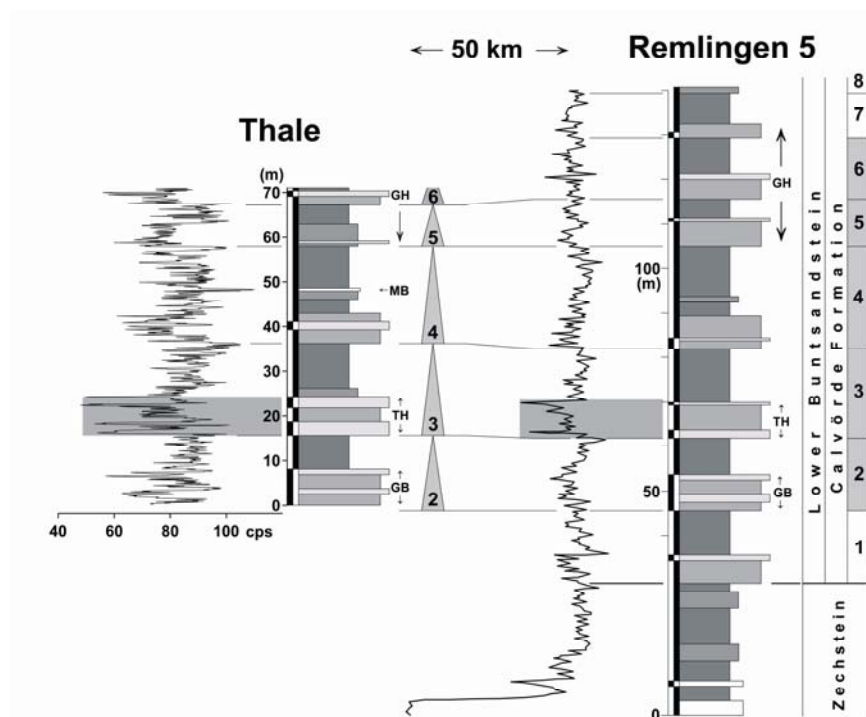 50 km
Remlingen 5
Thale
(m)
70
60
50
40
30
20
10
0
40 60 80 100 cps
GH
←MB
TH
GB
6
5
4
3
2
100
(m)
50
0
GH
TH
GB
Lower Buntsandstein
Calvörde Formation
Zechstein
8
7
6
5
4
3
2
1